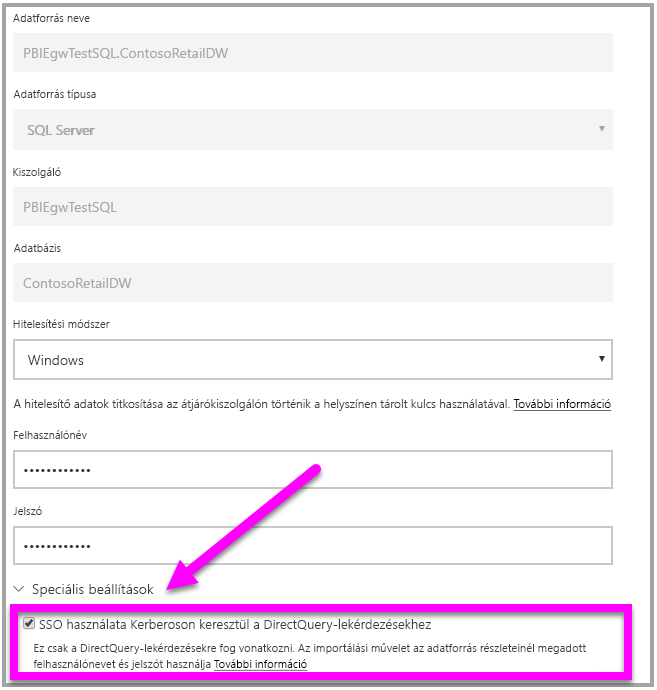 Adatforrás neve
PBIEgwTestSQL.ContosoRetailDW
Adatforrás típusa
SQL Server
Kiszolgáló
PBIEgwTestSQL
Adatbázis
ContosoRetailDW
Hitelesítési módszer
Windows
A hitelesítő adatok titkosítása az átjárókiszolgálón történik a helyszínen tárolt kulcs használatával. További információ
Felhasználónév
••••••••••••
Jelszó
••••••••••••
Speciális beállítások
SSO használata Kerberoson keresztül a DirectQuery-lekérdezésekhez
Ez csak a DirectQuery-lekérdezésekre fog vonatkozni. Az importálási művelet az adatforrás részleteinél megadott
felhasználónevet és jelszót használja További információ